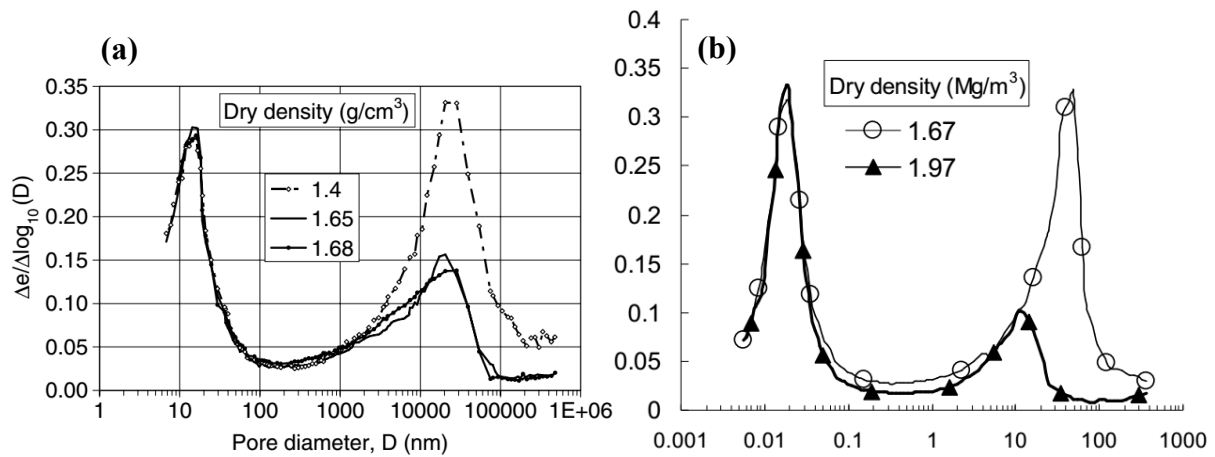 (a)
Dry density (g/cm³)
1.4
1.65
1.68
0.35
0.30
0.25
0.20
0.15
0.10
0.05
0.00
Δe/Δlog₁₀(D)
1 10 100 1000 10000 100000 1E+06
Pore diameter, D (nm)
(b)
Dry density (Mg/m³)
1.67
1.97
0.4
0.35
0.3
0.25
0.2
0.15
0.1
0.05
0
0.001 0.01 0.1 1 10 100 1000